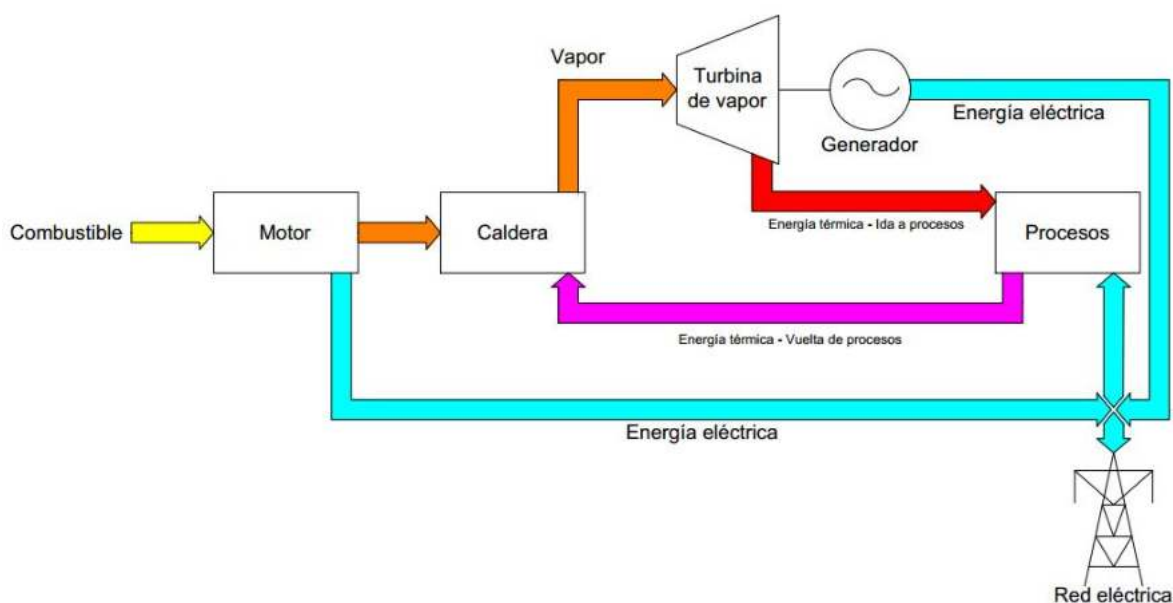 Vapor
Turbina
de vapor
Energía eléctrica
Generador
Combustible
Motor
Caldera
Energía térmica - Ida a procesos
Procesos
Energía térmica - Vuelta de procesos
Energía eléctrica
Red eléctrica